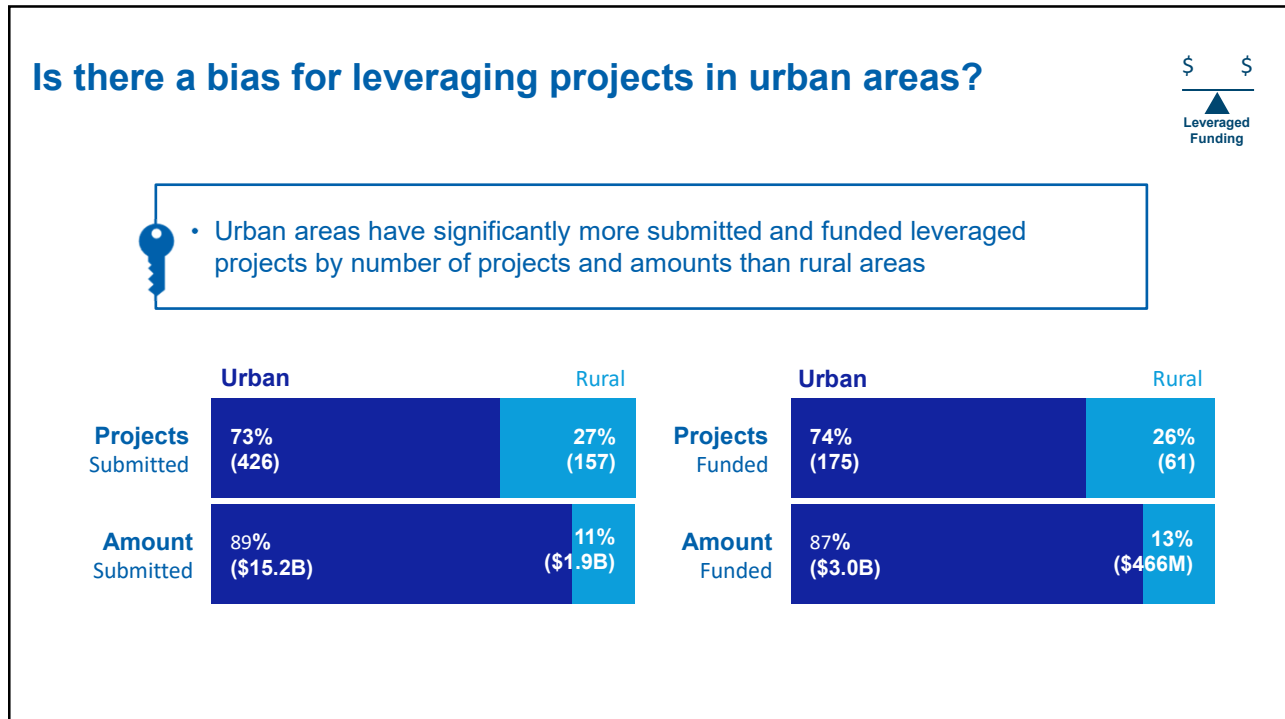 Is there a bias for leveraging projects in urban areas?
$ $
Leveraged
Funding
• Urban areas have significantly more submitted and funded leveraged
projects by number of projects and amounts than rural areas
Urban Rural
Projects
Submitted
73% 27%
(426) (157)
Amount
Submitted
89% 11%
($15.2B) ($1.9B)
Urban Rural
Projects
Funded
74% 26%
(175) (61)
Amount
Funded
87% 13%
($3.0B) ($466M)